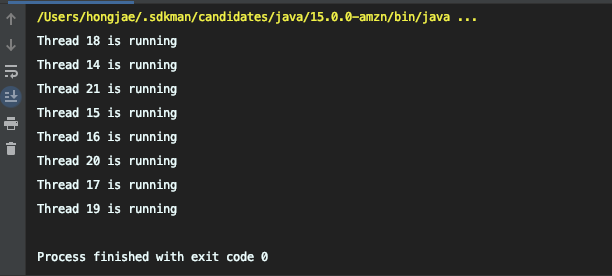 /Users/hongjae/.sdkman/candidates/java/15.0.0-amzn/bin/java ...
Thread 18 is running
Thread 14 is running
Thread 21 is running
Thread 15 is running
Thread 16 is running
Thread 20 is running
Thread 17 is running
Thread 19 is running
Process finished with exit code 0